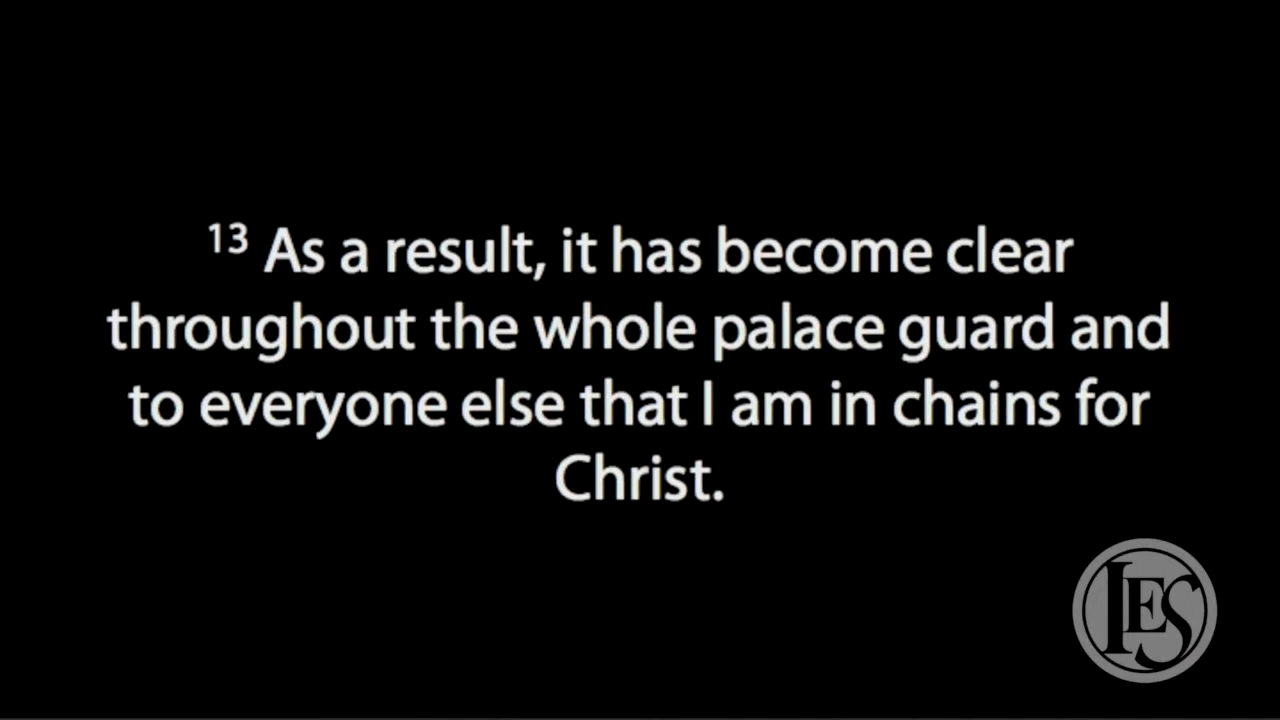 13 As a result, it has become clear
throughout the whole palace guard and
to everyone else that I am in chains for
Christ.
IES